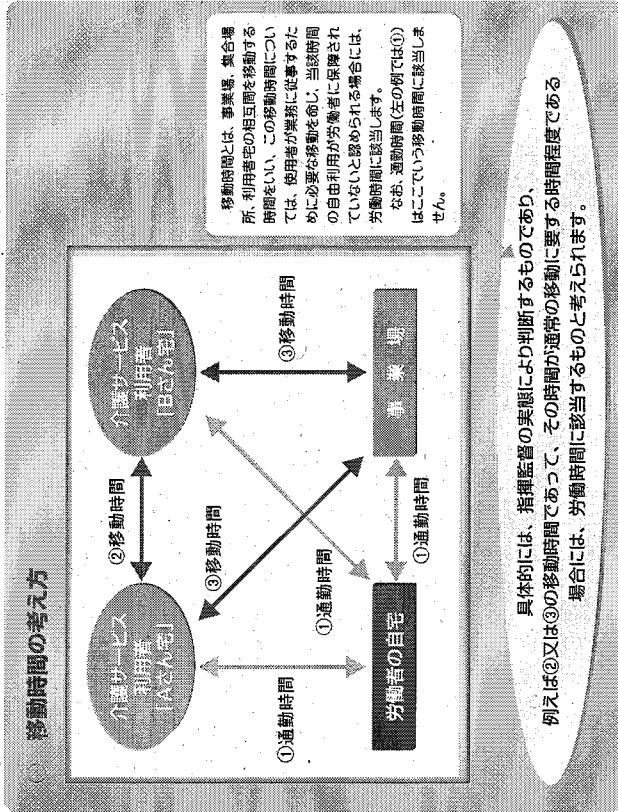 移動時間の考え方
介護サービス
利用者
「Aさん宅」
②移動時間
介護サービス
利用者
「Bさん宅」
①通勤時間
①通勤時間
③移動時間
③移動時間
労働者の自宅
①通勤時間
事業場
移動時間とは、事業場、集合場
所、利用者宅の相互間を移動する
時間をいい、この移動時間につい
ては、使用者が業務に従事するた
めに必要な移動を命じ、当該時間
の自由利用が労働者に保障され
ていないと認められる場合には、
労働時間に該当します。
なお、通勤時間(左の例では①)
はここでいう移動時間に該当しま
せん。
具体的には、指揮監督の実態により判断するものであり、
例えば②又は③の移動時間であって、その時間が通常の移動に要する時間程度である
場合には、労働時間に該当するものと考えられます。